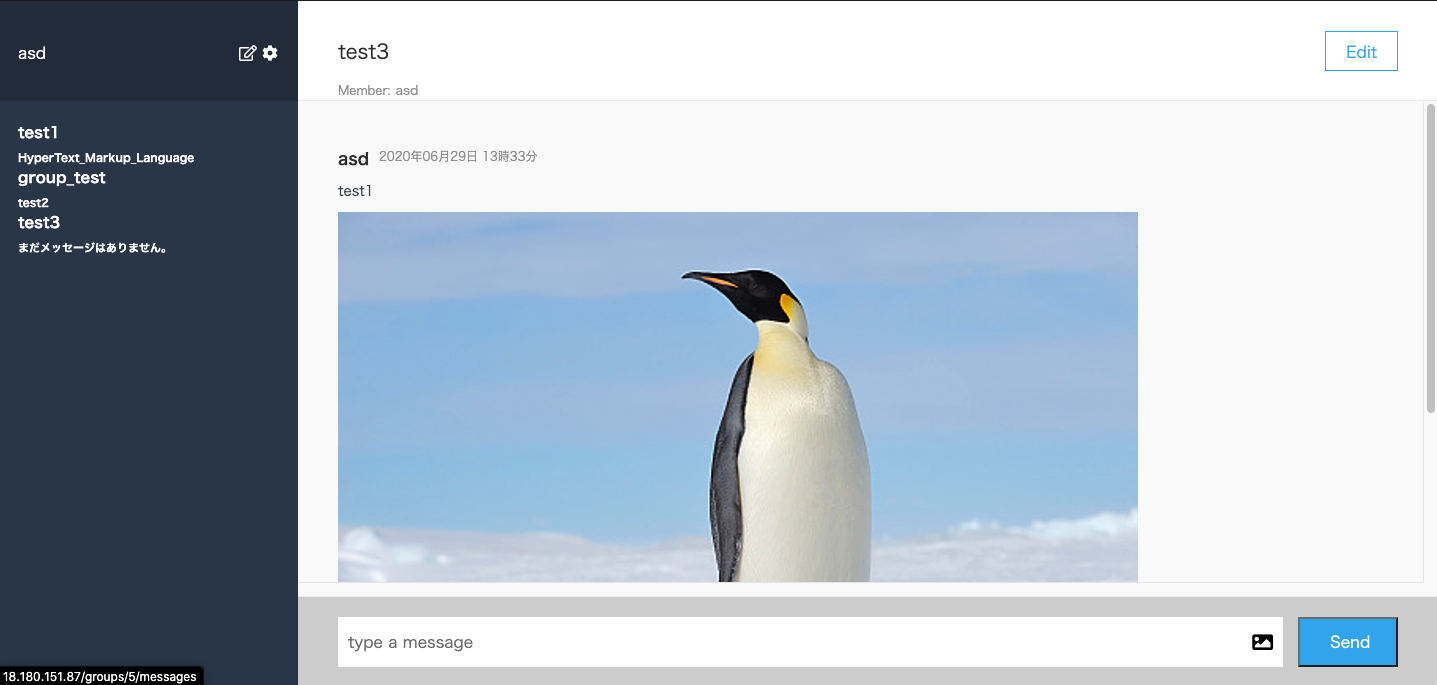 asd
test1
HyperText_Markup_Language
group_test
test2
test3
まだメッセージはありません。
test3
Edit
Member: asd
asd 2020年06月29日 13時33分
test1
type a message
Send
18.180.151.87/groups/5/messages